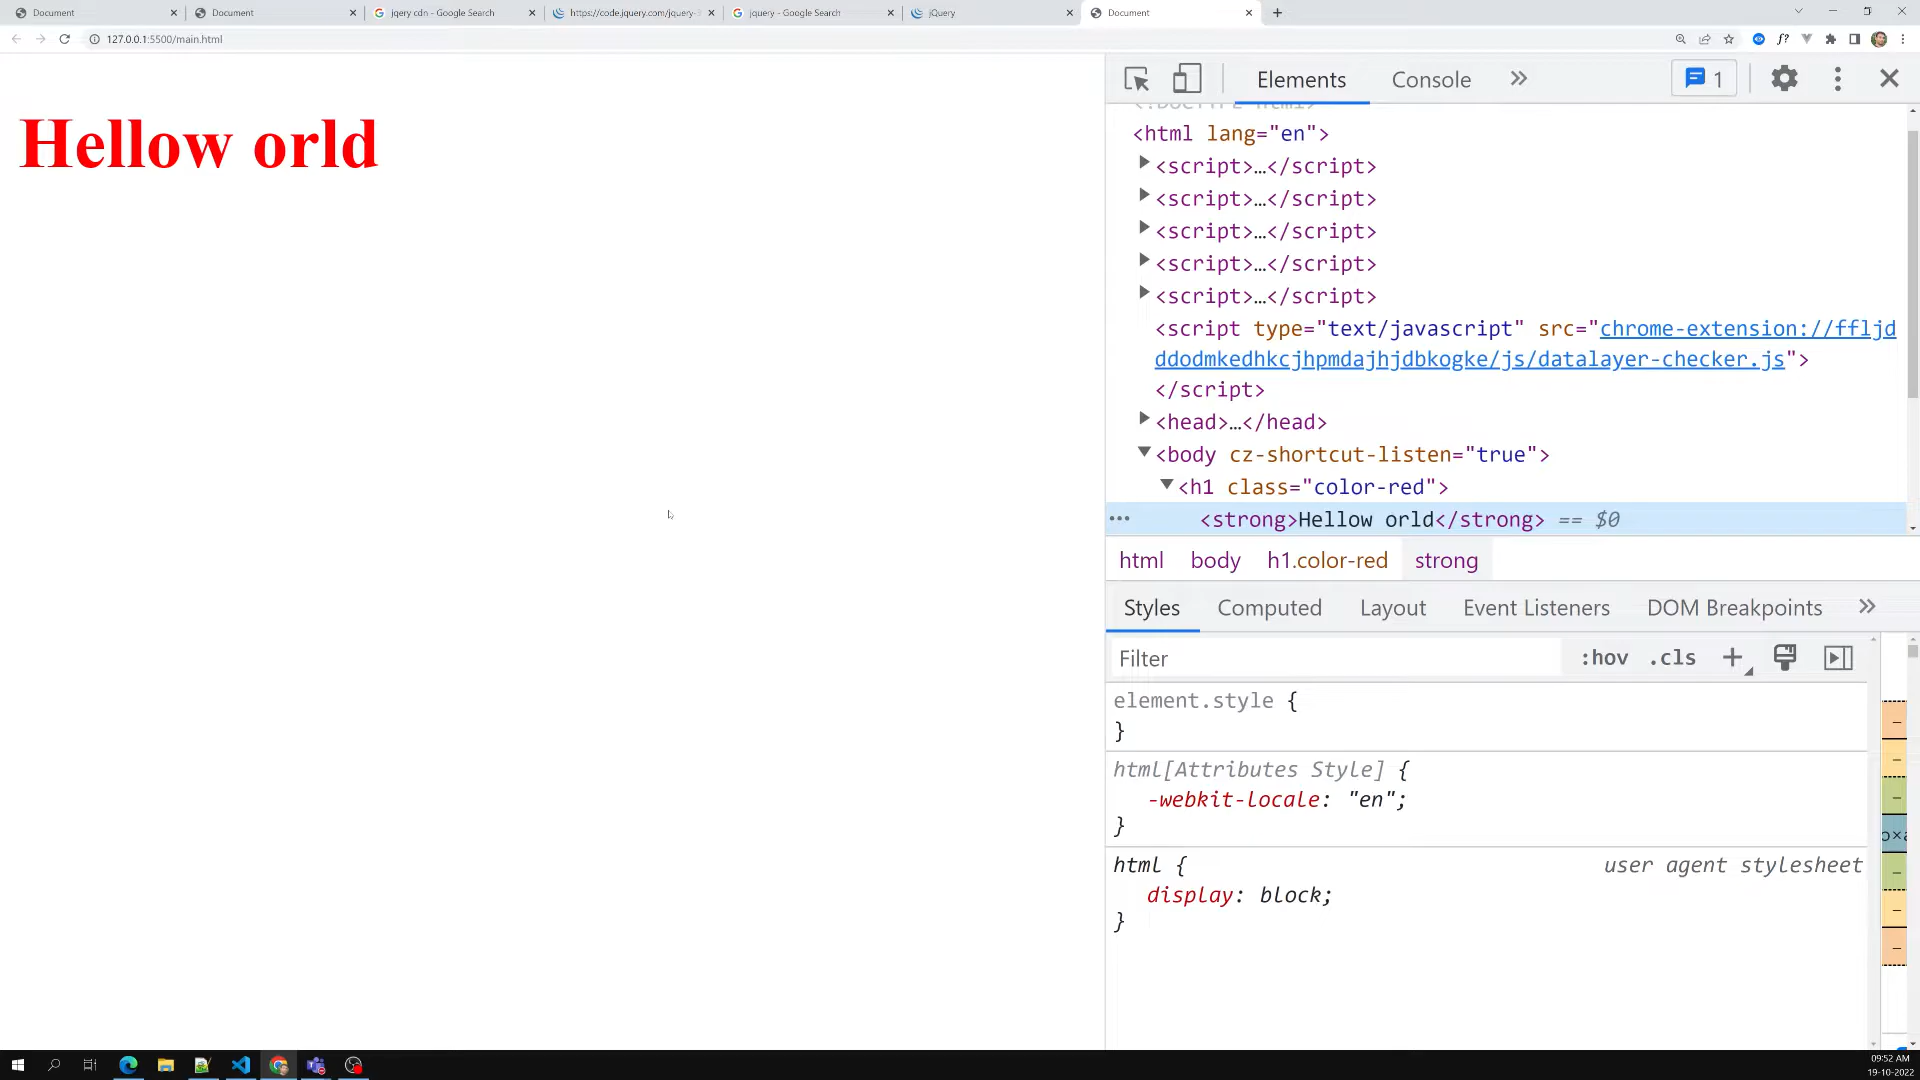 Document
Document
jqery cdn - Google Search
https://code.jquery.com/jquery-
jquery - Google Search
jQuery
Document
127.0.0.1:5500/main.html
f?
Hellow orld
Elements
Console
1
<html lang="en">
<script>…</script>
<script>…</script>
<script>…</script>
<script>…</script>
<script>…</script>
<script type="text/javascript" src="chrome-extension://ffljd
ddodmkedhkcjhpmdajhjdbkogke/js/datalayer-checker.js">
</script>
<head>…</head>
<body cz-shortcut-listen="true">
<h1 class="color-red">
<strong>Hellow orld</strong> == $0
html body h1.color-red strong
Styles Computed Layout Event Listeners DOM Breakpoints
Filter :hov .cls
element.style {
}
html[Attributes Style] {
-webkit-locale: "en";
}
html { user agent stylesheet
display: block;
}
09:52 AM
19-10-2022